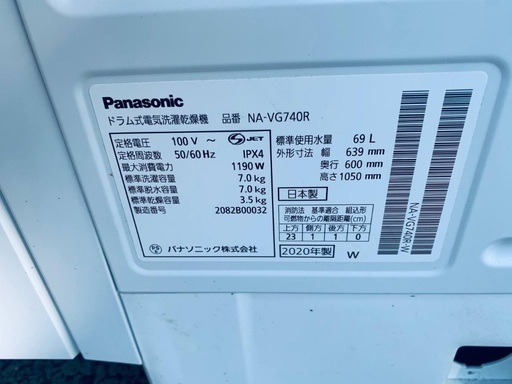 Panasonic
ドラム式電気洗濯乾燥機 品番 NA-VG740R
定格電圧 100 V ～
定格周波数 50/60 Hz
最大消費電力 1190 W
標準洗濯容量 7.0 kg
標準脱水容量 7.0 kg
標準乾燥容量 3.5 kg
製造番号 2082B00032
S JET
IPX4
パナソニック株式会社
標準使用水量 69 L
外形寸法 幅 639 mm
奥行 600 mm
高さ 1050 mm
日本製
消防法 基準適合 組込形
可燃物からの離隔距離(cm)
上方 左方 後方 下方
23 1 1 0
2020年製 W
NA-VG740R-W